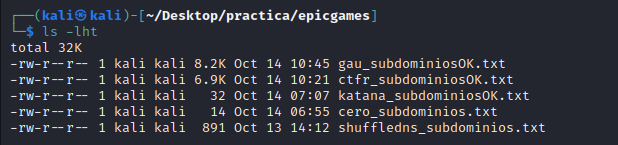 ┌──(kali㉿kali)-[~/Desktop/practica/epicgames]
└─$ ls -lht
total 32K
-rw-r--r-- 1 kali kali 8.2K Oct 14 10:45 gau_subdominiosOK.txt
-rw-r--r-- 1 kali kali 6.9K Oct 14 10:21 ctfr_subdominiosOK.txt
-rw-r--r-- 1 kali kali   32 Oct 14 07:07 katana_subdominiosOK.txt
-rw-r--r-- 1 kali kali   14 Oct 14 06:55 cero_subdominios.txt
-rw-r--r-- 1 kali kali  891 Oct 13 14:12 shuffledns_subdominios.txt